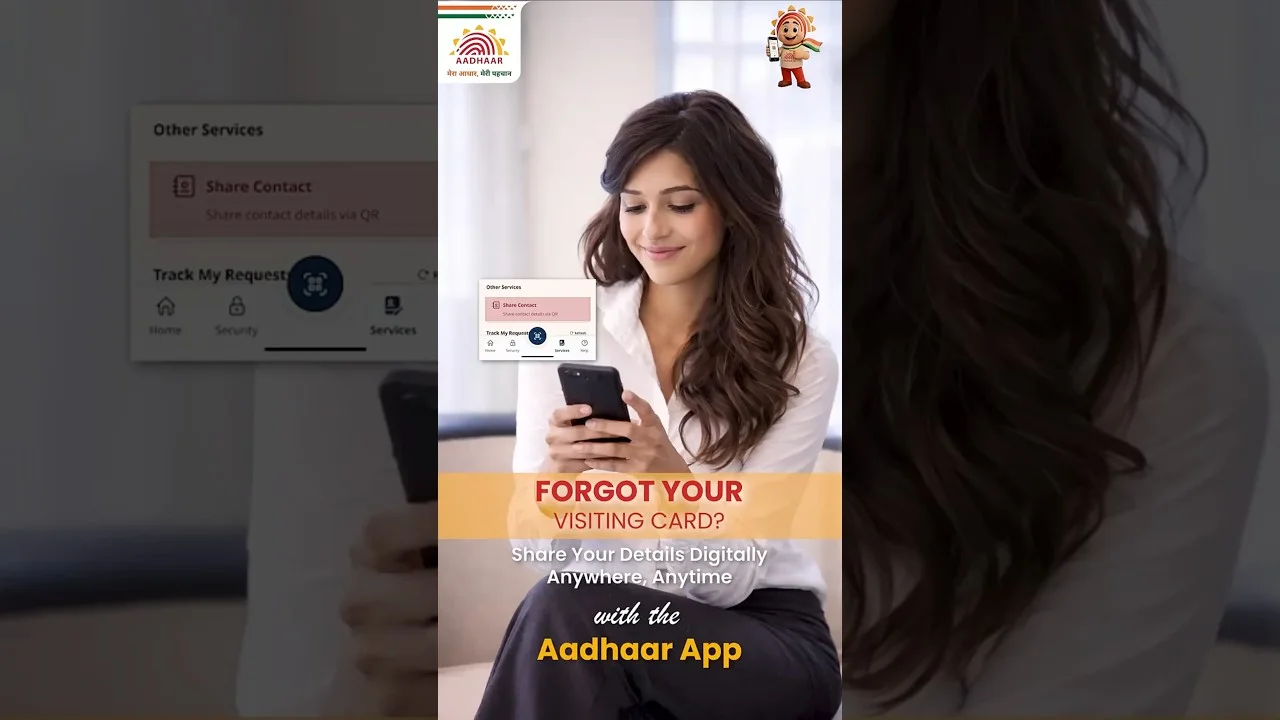 AADHAAR
मेरा आधार, मेरी पहचान
Other Services
Share Contact
Share contact details via QR
Track My Requests
Home
Security
Services
Other Services
Share Contact
Share contact details via QR
Track My Request
Refresh
Home
Security
Services
Help
FORGOT YOUR
VISITING CARD?
Share Your Details Digitally
Anywhere, Anytime
with the
Aadhaar App